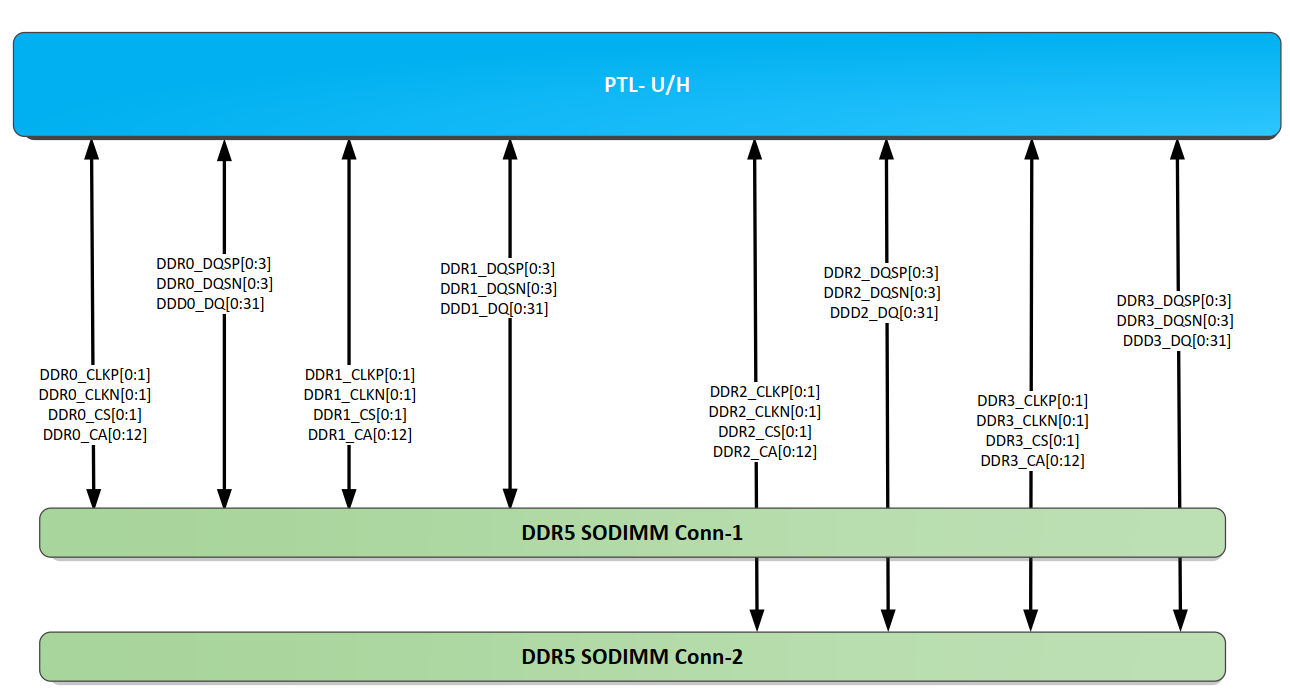 PTL- U/H
DDR0_DQSP[0:3]
DDR0_DQSN[0:3]
DDD0_DQ[0:31]
DDR1_DQSP[0:3]
DDR1_DQSN[0:3]
DDD1_DQ[0:31]
DDR2_DQSP[0:3]
DDR2_DQSN[0:3]
DDD2_DQ[0:31]
DDR3_DQSP[0:3]
DDR3_DQSN[0:3]
DDD3_DQ[0:31]
DDR0_CLKP[0:1]
DDR0_CLKN[0:1]
DDR0_CS[0:1]
DDR0_CA[0:12]
DDR1_CLKP[0:1]
DDR1_CLKN[0:1]
DDR1_CS[0:1]
DDR1_CA[0:12]
DDR2_CLKP[0:1]
DDR2_CLKN[0:1]
DDR2_CS[0:1]
DDR2_CA[0:12]
DDR3_CLKP[0:1]
DDR3_CLKN[0:1]
DDR3_CS[0:1]
DDR3_CA[0:12]
DDR5 SODIMM Conn-1
DDR5 SODIMM Conn-2